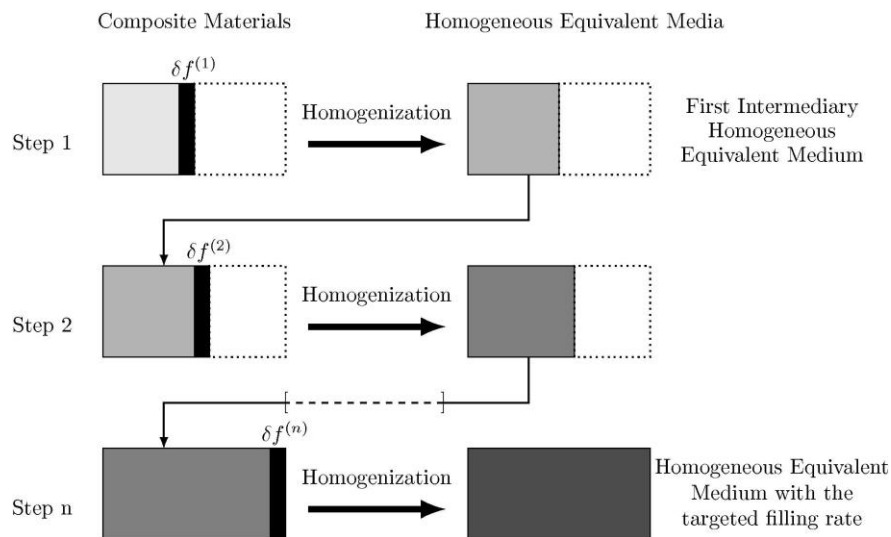 Composite Materials
Homogeneous Equivalent Media
δf⁽¹⁾
Step 1
Homogenization
First Intermediary
Homogeneous
Equivalent Medium
δf⁽²⁾
Step 2
Homogenization
δf⁽ⁿ⁾
Step n
Homogenization
Homogeneous Equivalent
Medium with the
targeted filling rate